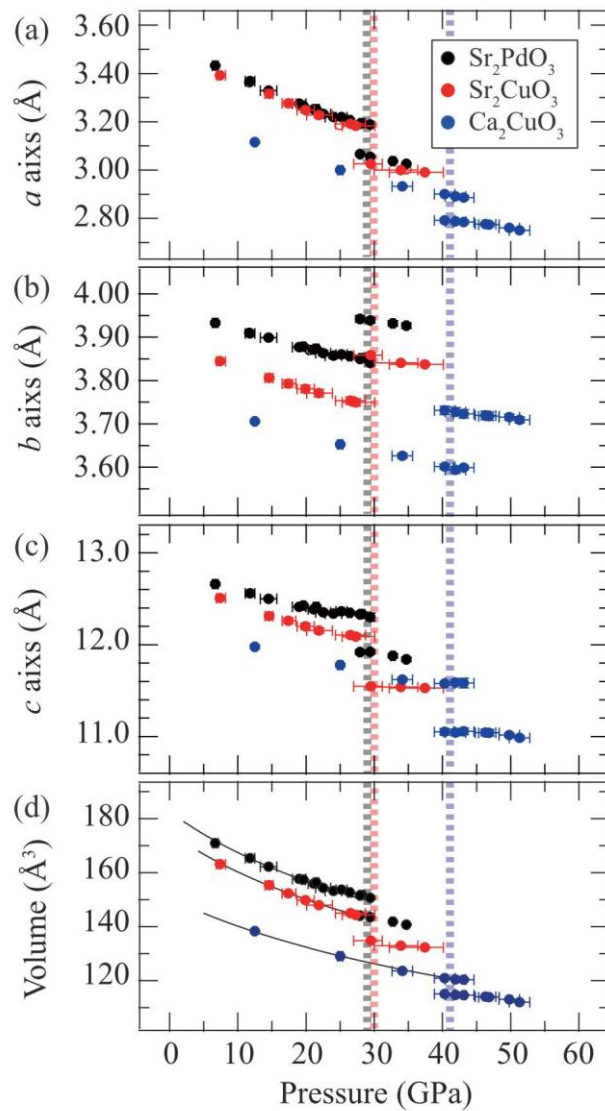 (a)
3.60
3.40
3.20
3.00
2.80
a aixs (Å)
Sr₂PdO₃
Sr₂CuO₃
Ca₂CuO₃
(b)
4.00
3.90
3.80
3.70
3.60
b aixs (Å)
(c)
13.0
12.0
11.0
c aixs (Å)
(d)
180
160
140
120
Volume (Å³)
0 10 20 30 40 50 60
Pressure (GPa)